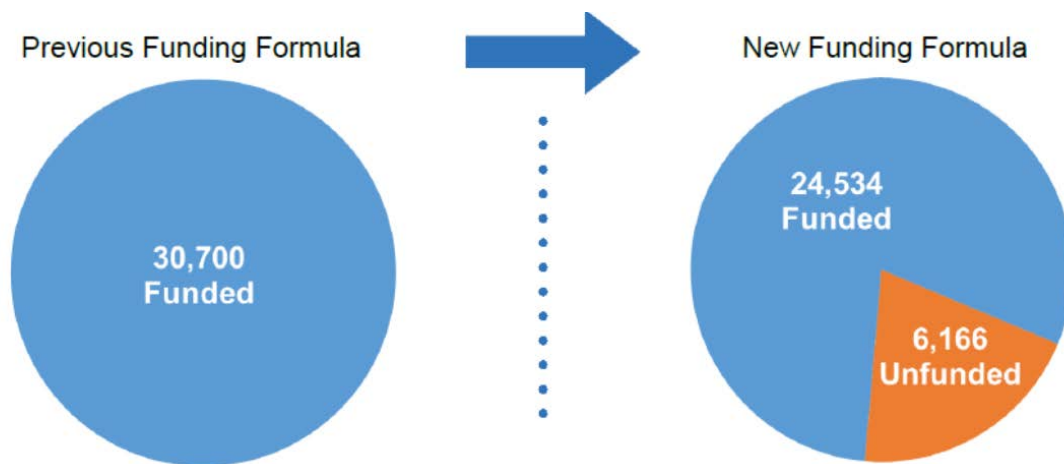 Previous Funding Formula
New Funding Formula
30,700
Funded
24,534
Funded
6,166
Unfunded